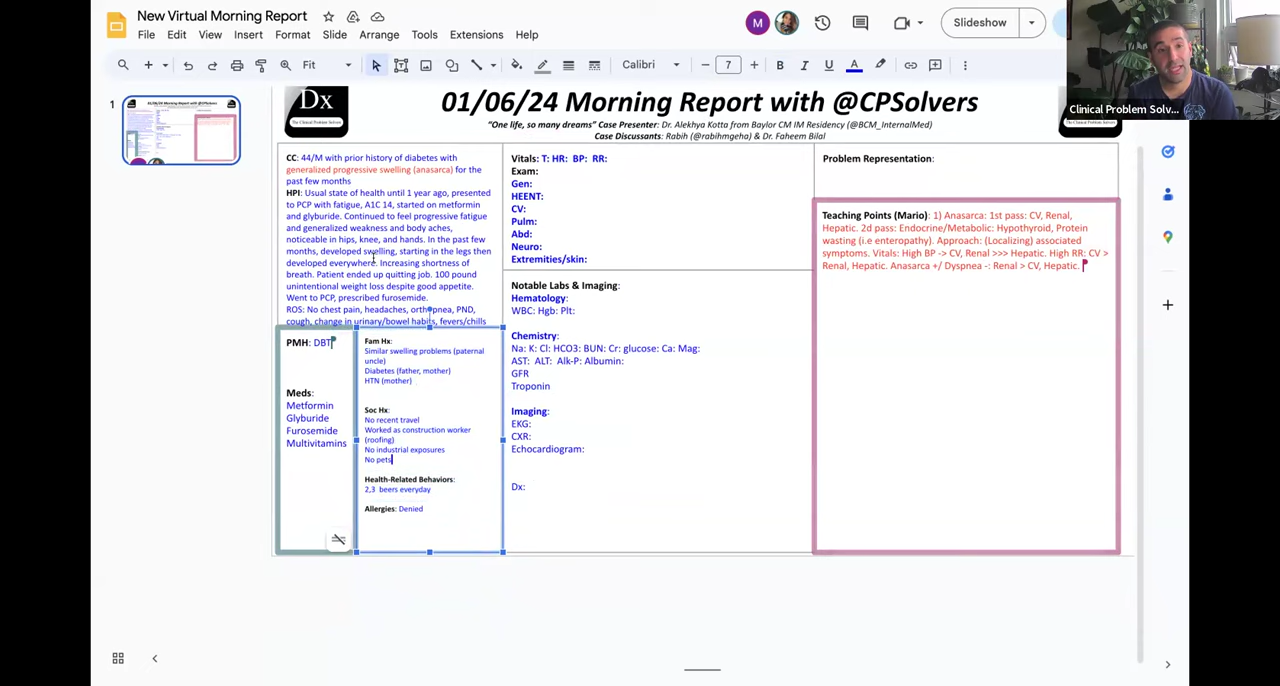 New Virtual Morning Report
File Edit View Insert Format Slide Arrange Tools Extensions Help
M
Slideshow
Fit
Calibri
7
B I U A
Clinical Problem Solv...
1
Dx
The Clinical Problem Solvers
01/06/24 Morning Report with @CPSolvers
"One life, so many dreams" Case Presenter: Dr. Alekhya Kotta from Baylor CM IM Residency (@BCM_InternalMed)
Case Discussants: Rabih (@rabihmgeha) & Dr. Faheem Bilal
CC: 44/M with prior history of diabetes with
generalized progressive swelling (anasarca) for the
past few months
HPI: Usual state of health until 1 year ago, presented
to PCP with fatigue, A1C 14, started on metformin
and glyburide. Continued to feel progressive fatigue
and generalized weakness and body aches,
noticeable in hips, knee, and hands. In the past few
months, developed swelling, starting in the legs then
developed everywhere. Increasing shortness of
breath. Patient ended up quitting job. 100 pound
unintentional weight loss despite good appetite.
Went to PCP, prescribed furosemide.
ROS: No chest pain, headaches, orthopnea, PND,
cough, change in urinary/bowel habits, fevers/chills
PMH: DBT
Meds:
Metformin
Glyburide
Furosemide
Multivitamins
Fam Hx:
Similar swelling problems (paternal
uncle)
Diabetes (father, mother)
HTN (mother)
Soc Hx:
No recent travel
Worked as construction worker
(roofing)
No industrial exposures
No pets
Health-Related Behaviors:
2,3 beers everyday
Allergies: Denied
Vitals: T: HR: BP: RR:
Exam:
Gen:
HEENT:
CV:
Pulm:
Abd:
Neuro:
Extremities/skin:
Notable Labs & Imaging:
Hematology:
WBC: Hgb: Plt:
Chemistry:
Na: K: Cl: HCO3: BUN: Cr: glucose: Ca: Mag:
AST: ALT: Alk-P: Albumin:
GFR
Troponin
Imaging:
EKG:
CXR:
Echocardiogram:
Dx:
Problem Representation:
Teaching Points (Mario): 1) Anasarca: 1st pass: CV, Renal,
Hepatic. 2d pass: Endocrine/Metabolic: Hypothyroid, Protein
wasting (i.e enteropathy). Approach: (Localizing) associated
symptoms. Vitals: High BP -> CV, Renal >>> Hepatic. High RR: CV >
Renal, Hepatic. Anasarca +/ Dyspnea -: Renal > CV, Hepatic.